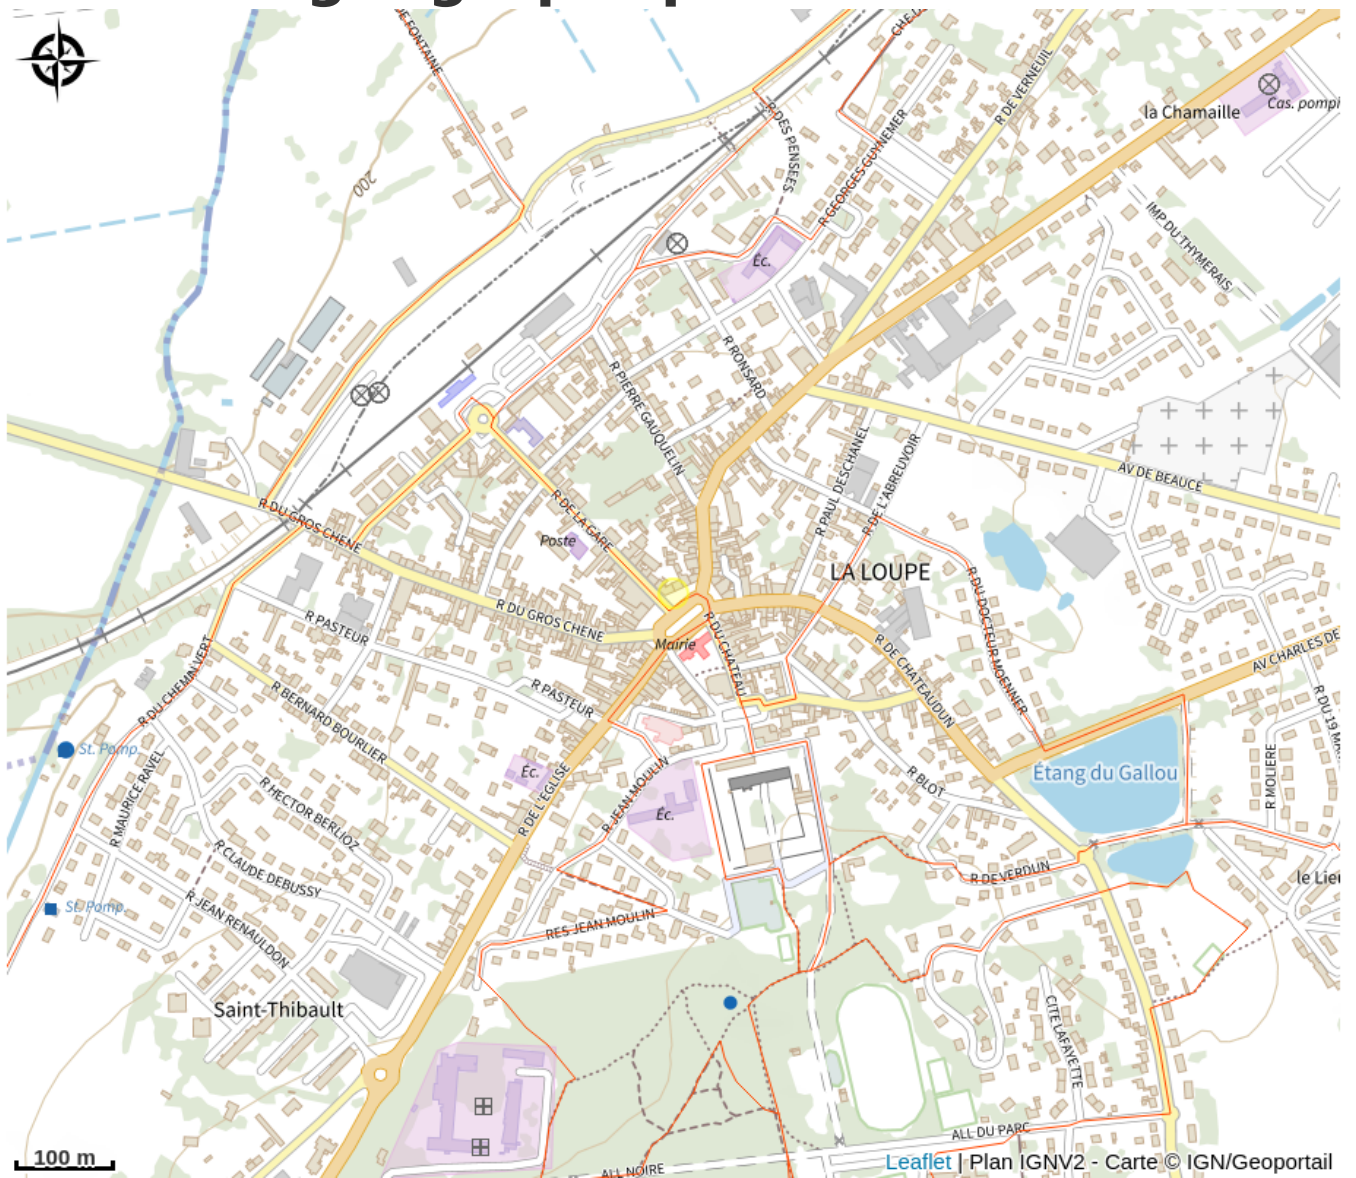 DE FONTAINE
CHE
R DE VERNEUIL
la Chamaille
Cas. pompi
R DES PENSEES
R GEORGES GUYNEMER
200
IMP DU THYMERAIS
Éc.
R RONSARD
R PIERRE GAUQUELIN
R PAUL DESCHANEL
R DE L'ABREUVOIR
AV DE BEAUCE
R DU GROS CHENE
R DE LA GARE
Poste
LA LOUPE
R DU GROS CHENE
R PASTEUR
Mairie
R DU CHATEAU
R DU DOCTEUR MOENNER
R DE CHATEAUDUN
AV CHARLES DE
R DU CHEMIN VERT
R BERNARD BOURLIER
R PASTEUR
R DU 19 MA
St. Pomp.
Éc.
Étang du Gallou
R MOLIERE
R MAURICE RAVEL
R HECTOR BERLIOZ
R DE L'EGLISE
R JEAN MOULIN
Éc.
R BLOT
R CLAUDE DEBUSSY
R DE VERDUN
le Lie
St. Pomp.
R JEAN RENAULDON
RES JEAN MOULIN
Saint-Thibault
CITE LAFAYETTE
ALL DU PARC
ALL NOIRE
100 m
Leaflet | Plan IGNV2 - Carte © IGN/Geoportail